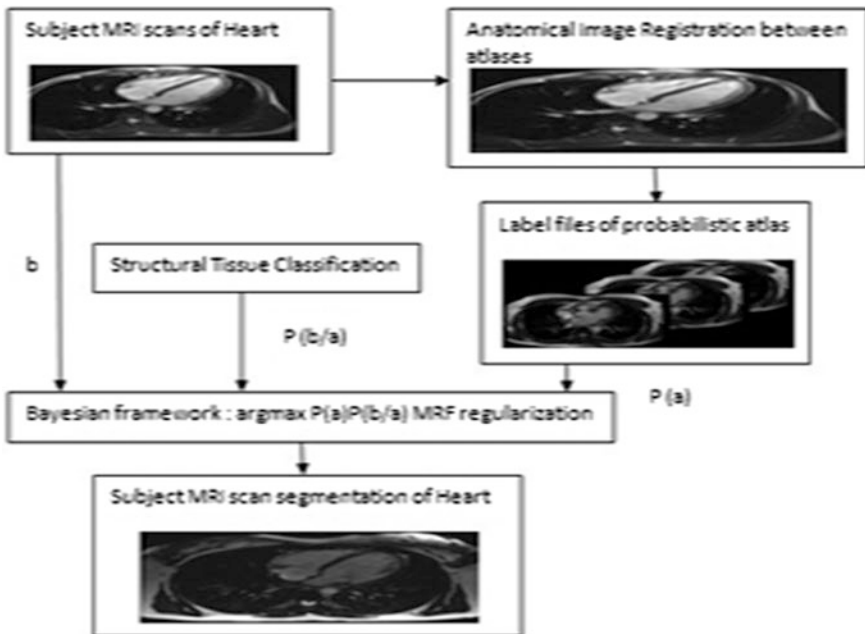 Subject MRI scans of Heart
Anatomical Image Registration between
atlases
Label files of probabilistic atlas
b
Structural Tissue Classification
P (b/a)
P (a)
Bayesian framework : argmax P(a)P(b/a) MRF regularization
Subject MRI scan segmentation of Heart